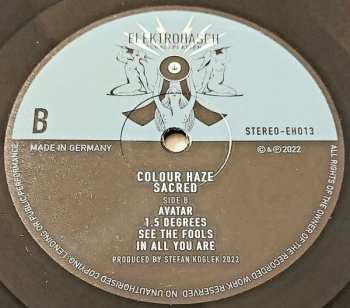 ELEKTROHASCH
SCHALLPLATTEN
B
STEREO-EH013
MADE IN GERMANY
℗&©2022
COLOUR HAZE
SACRED
SIDE B
AVATAR
1.5 DEGREES
SEE THE FOOLS
IN ALL YOU ARE
PRODUCED BY STEFAN KOGLEK 2022
ALL RIGHTS OF THE OWNER OF THE RECORDED WORK RESERVED. NO UNAUTHORISED COPYING·LENDING OR PUBLIC PERFORMANCE·